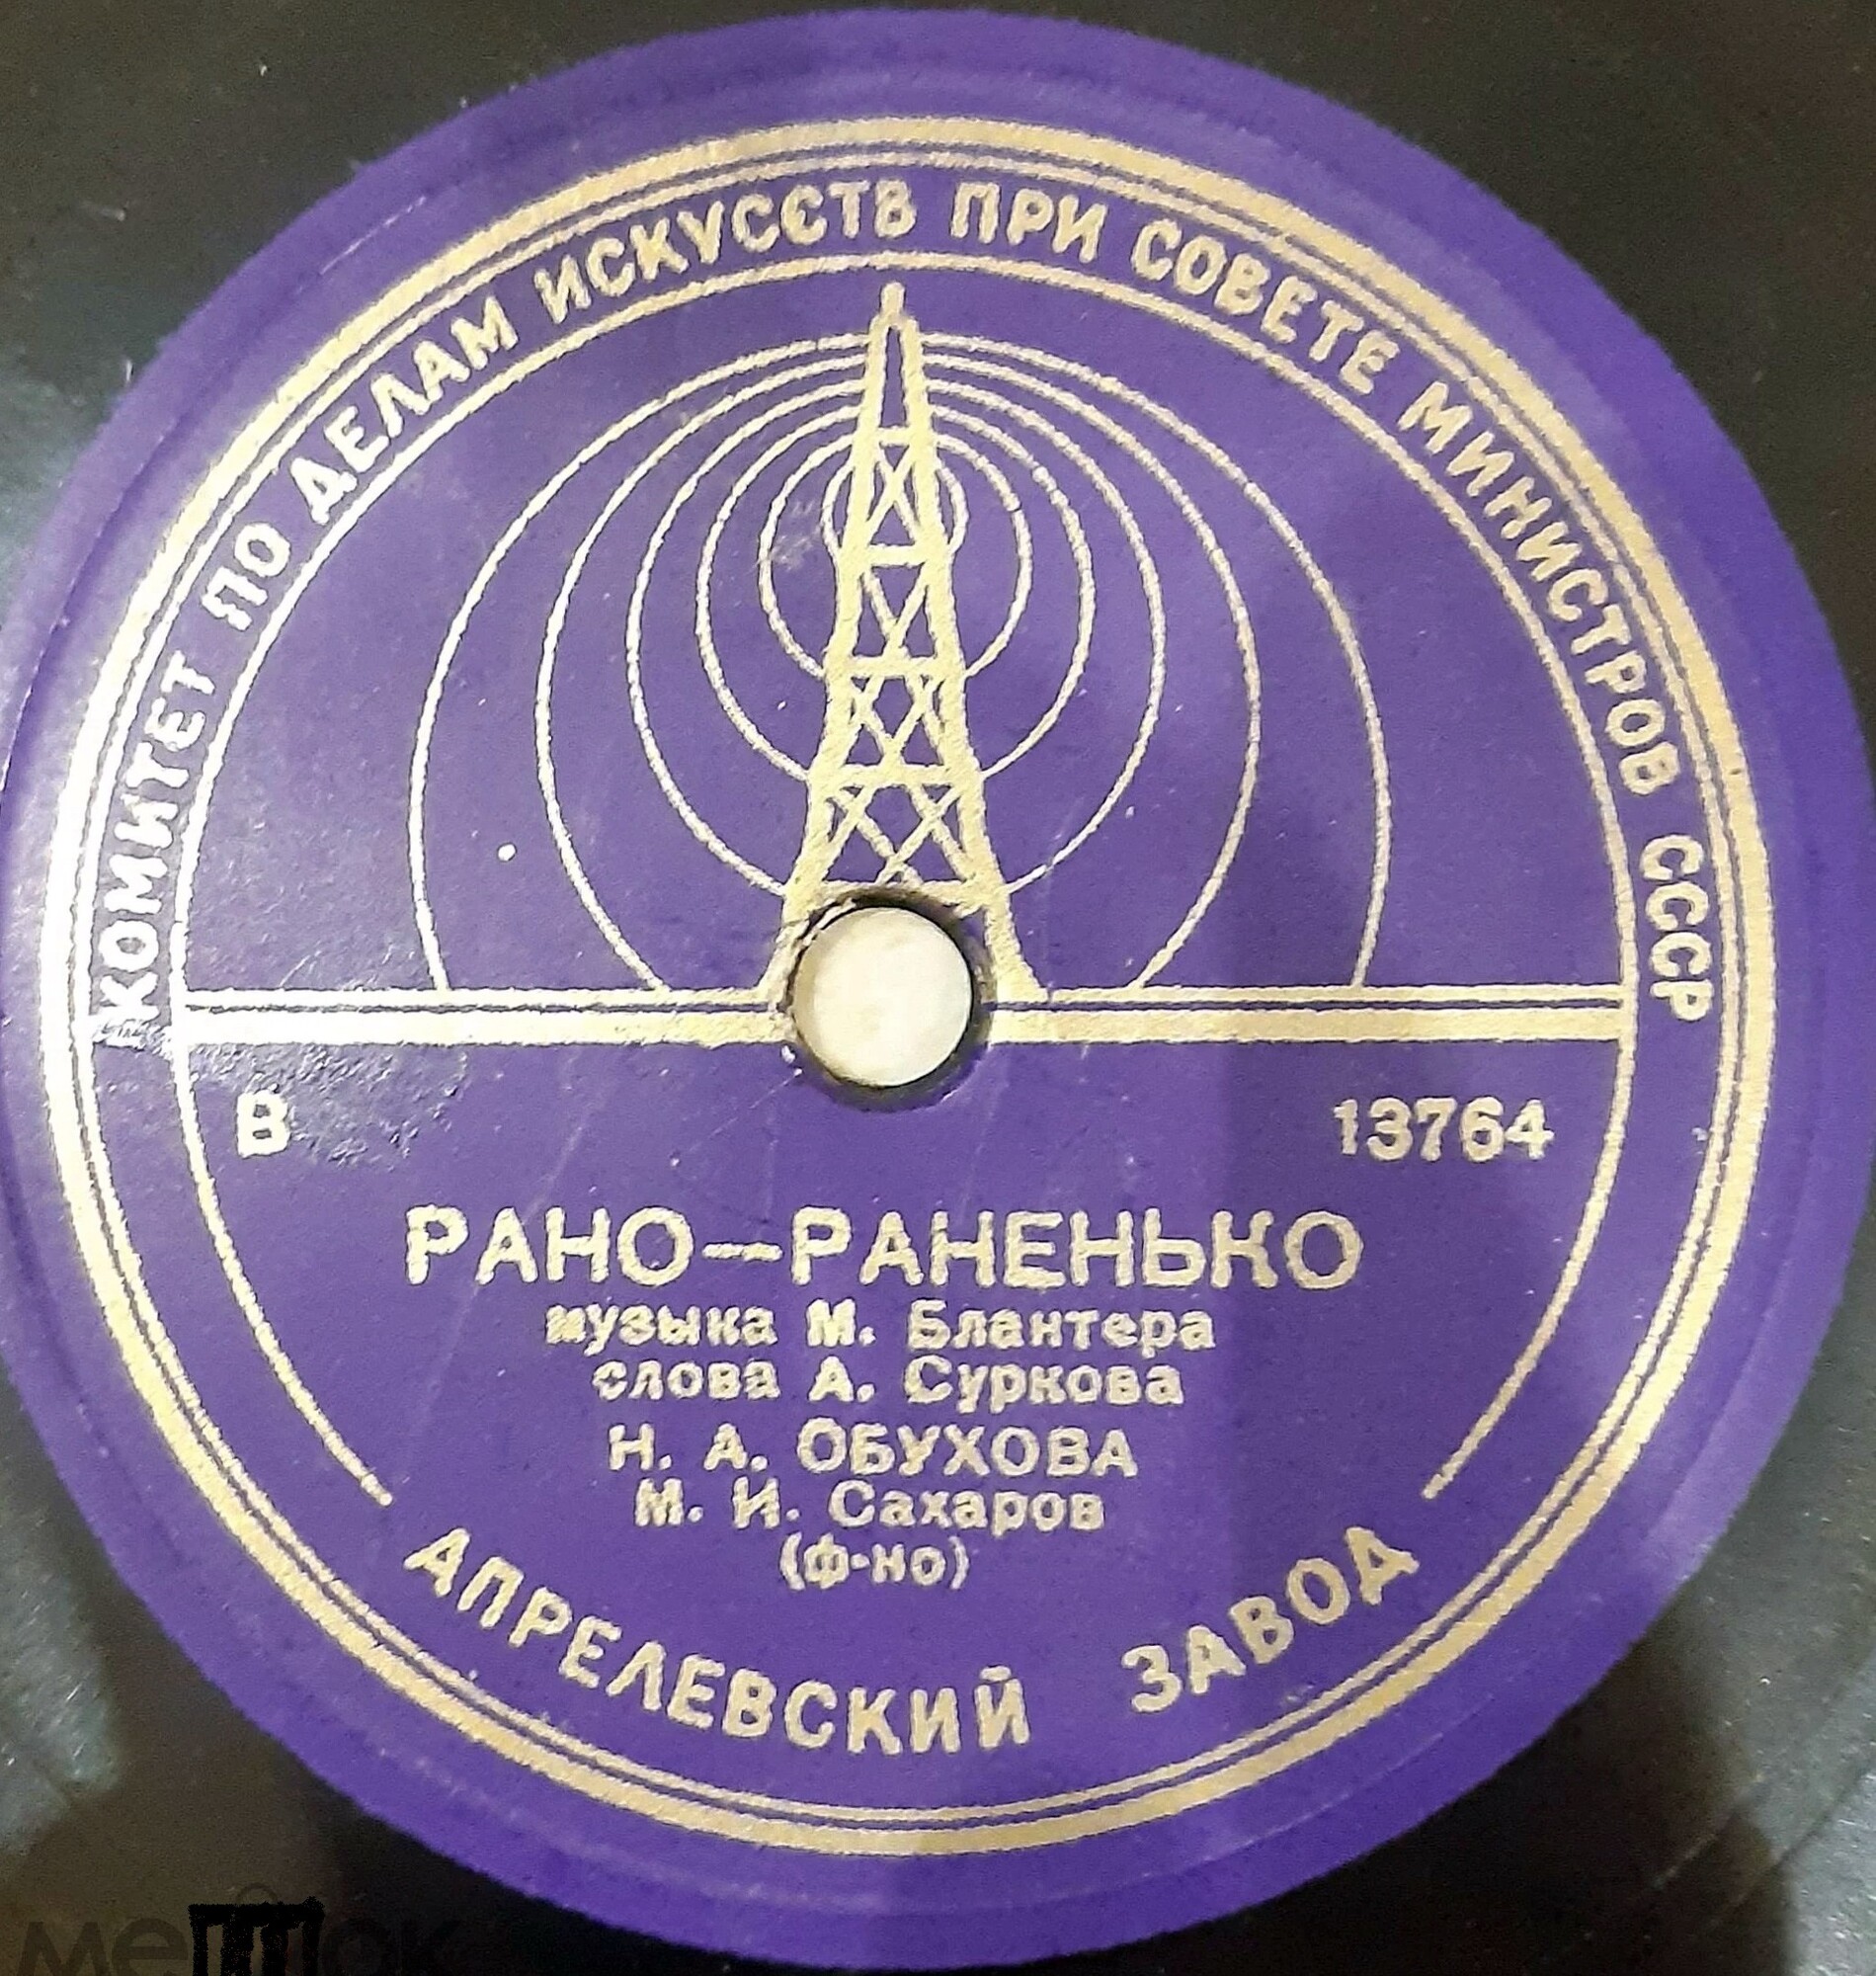 КОМИТЕТ ПО ДЕЛАМ ИСКУССТВ ПРИ СОВЕТЕ МИНИСТРОВ СССР
В 13764
РАНО—РАНЕНЬКО
музыка М. Блантера
слова А. Суркова
Н. А. ОБУХОВА
М. И. Сахаров
(ф-но)
АПРЕЛЕВСКИЙ ЗАВОД
мешок